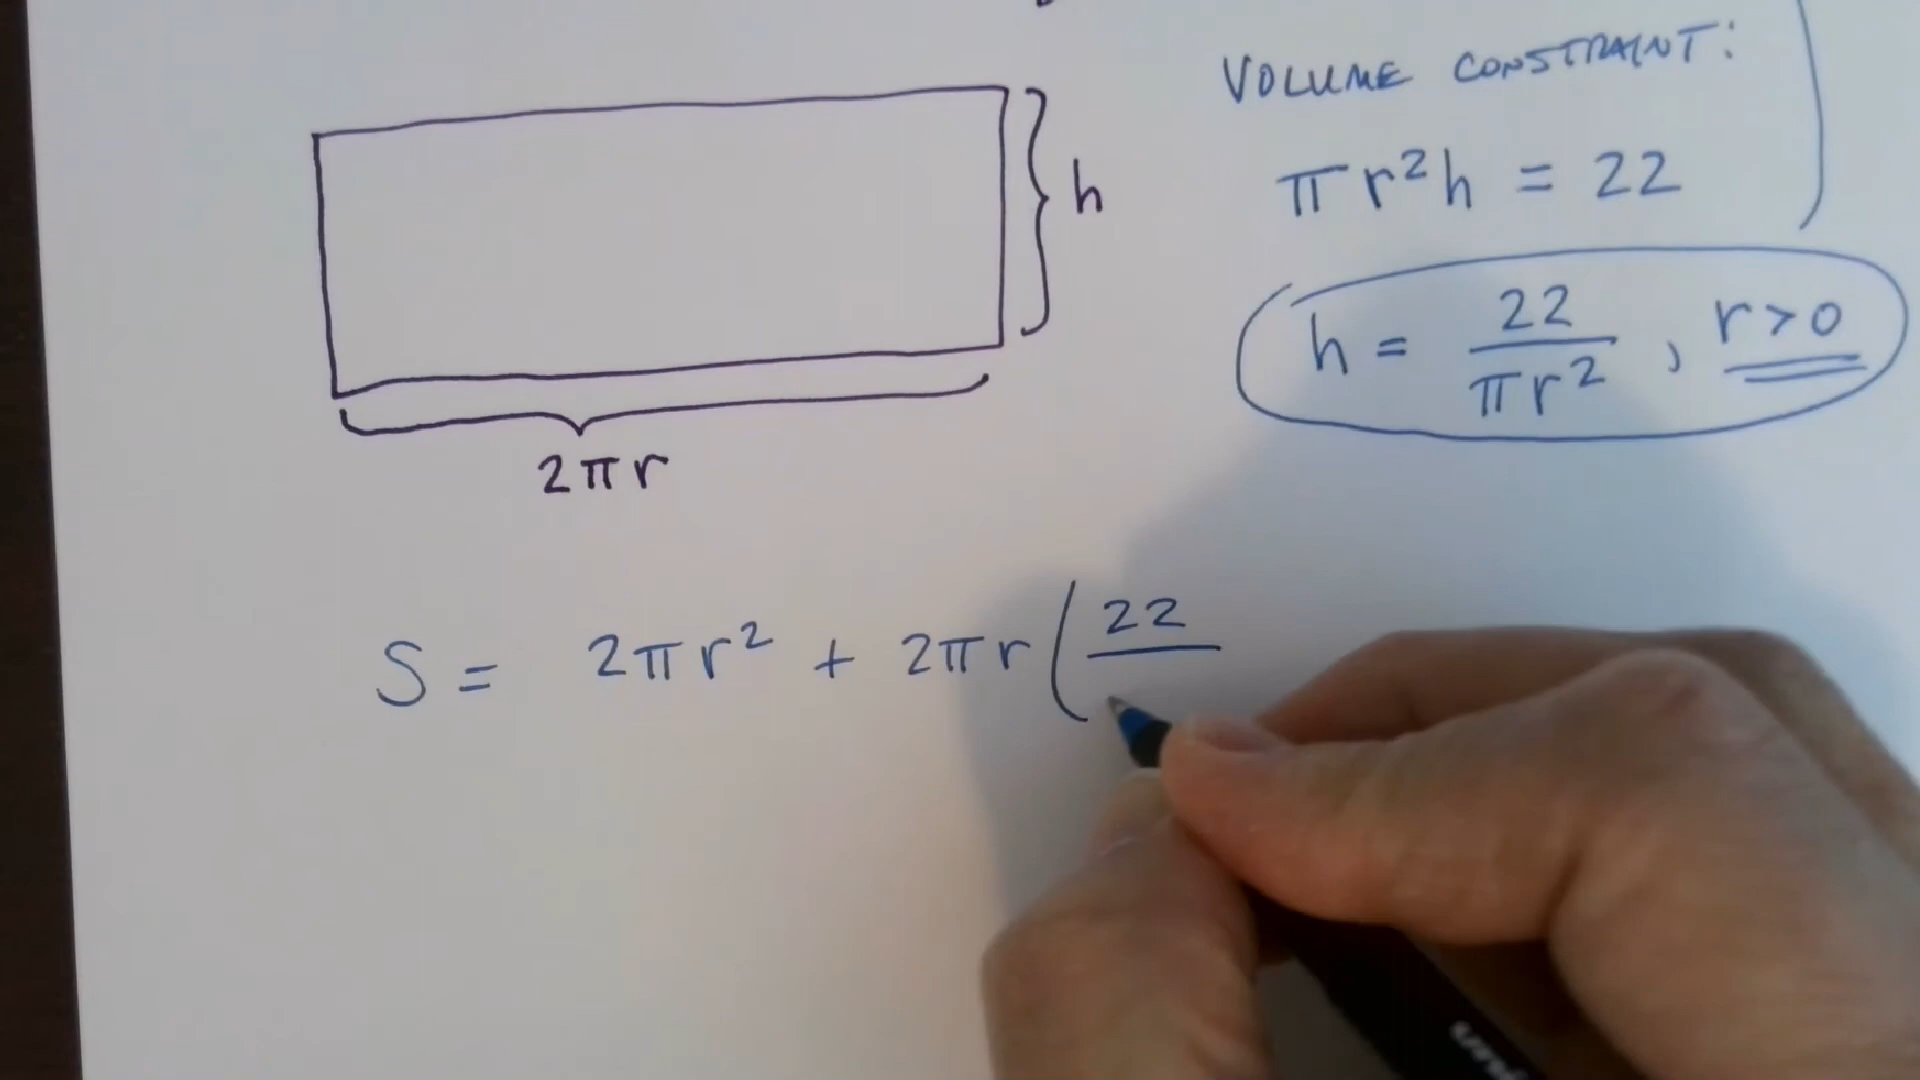 VOLUME CONSTRAINT:
πr²h = 22
h
h = 22/πr² , r>0
2πr
S = 2πr² + 2πr(22/